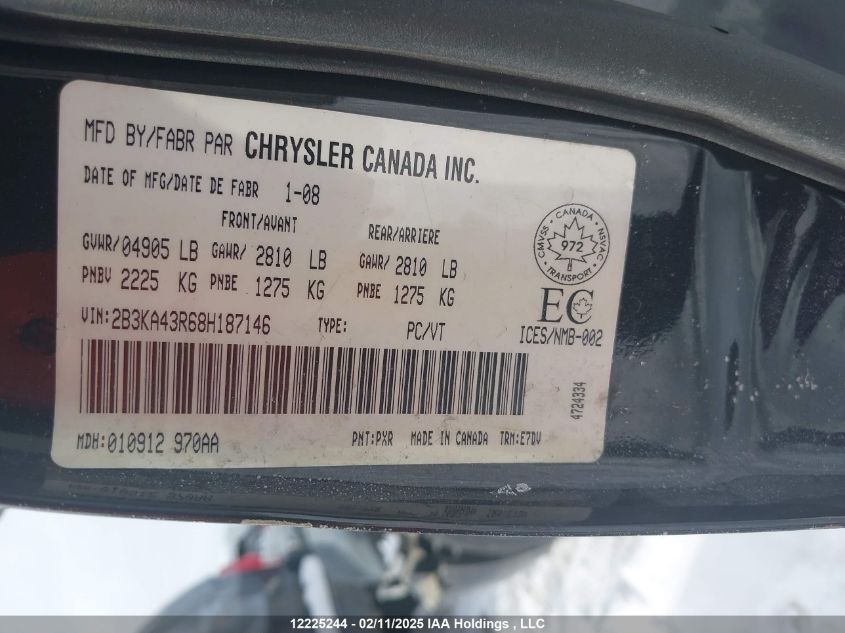 MFD BY/FABR PAR CHRYSLER CANADA INC.
DATE OF MFG/DATE DE FABR 1-08
FRONT/AVANT REAR/ARRIERE
GVWR/04905 LB GAWR/ 2810 LB GAWR/ 2810 LB
PNBV 2225 KG PNBE 1275 KG PNBE 1275 KG
VIN:2B3KA43R68H187146 TYPE: PC/VT
CANADA
CMVSS NSVAC
972
TRANSPORT
EC
ICES/NMB-002
4724334
MDH:010912 970AA PNT:PXR MADE IN CANADA TRM:E7DV
12225244 - 02/11/2025 IAA Holdings , LLC